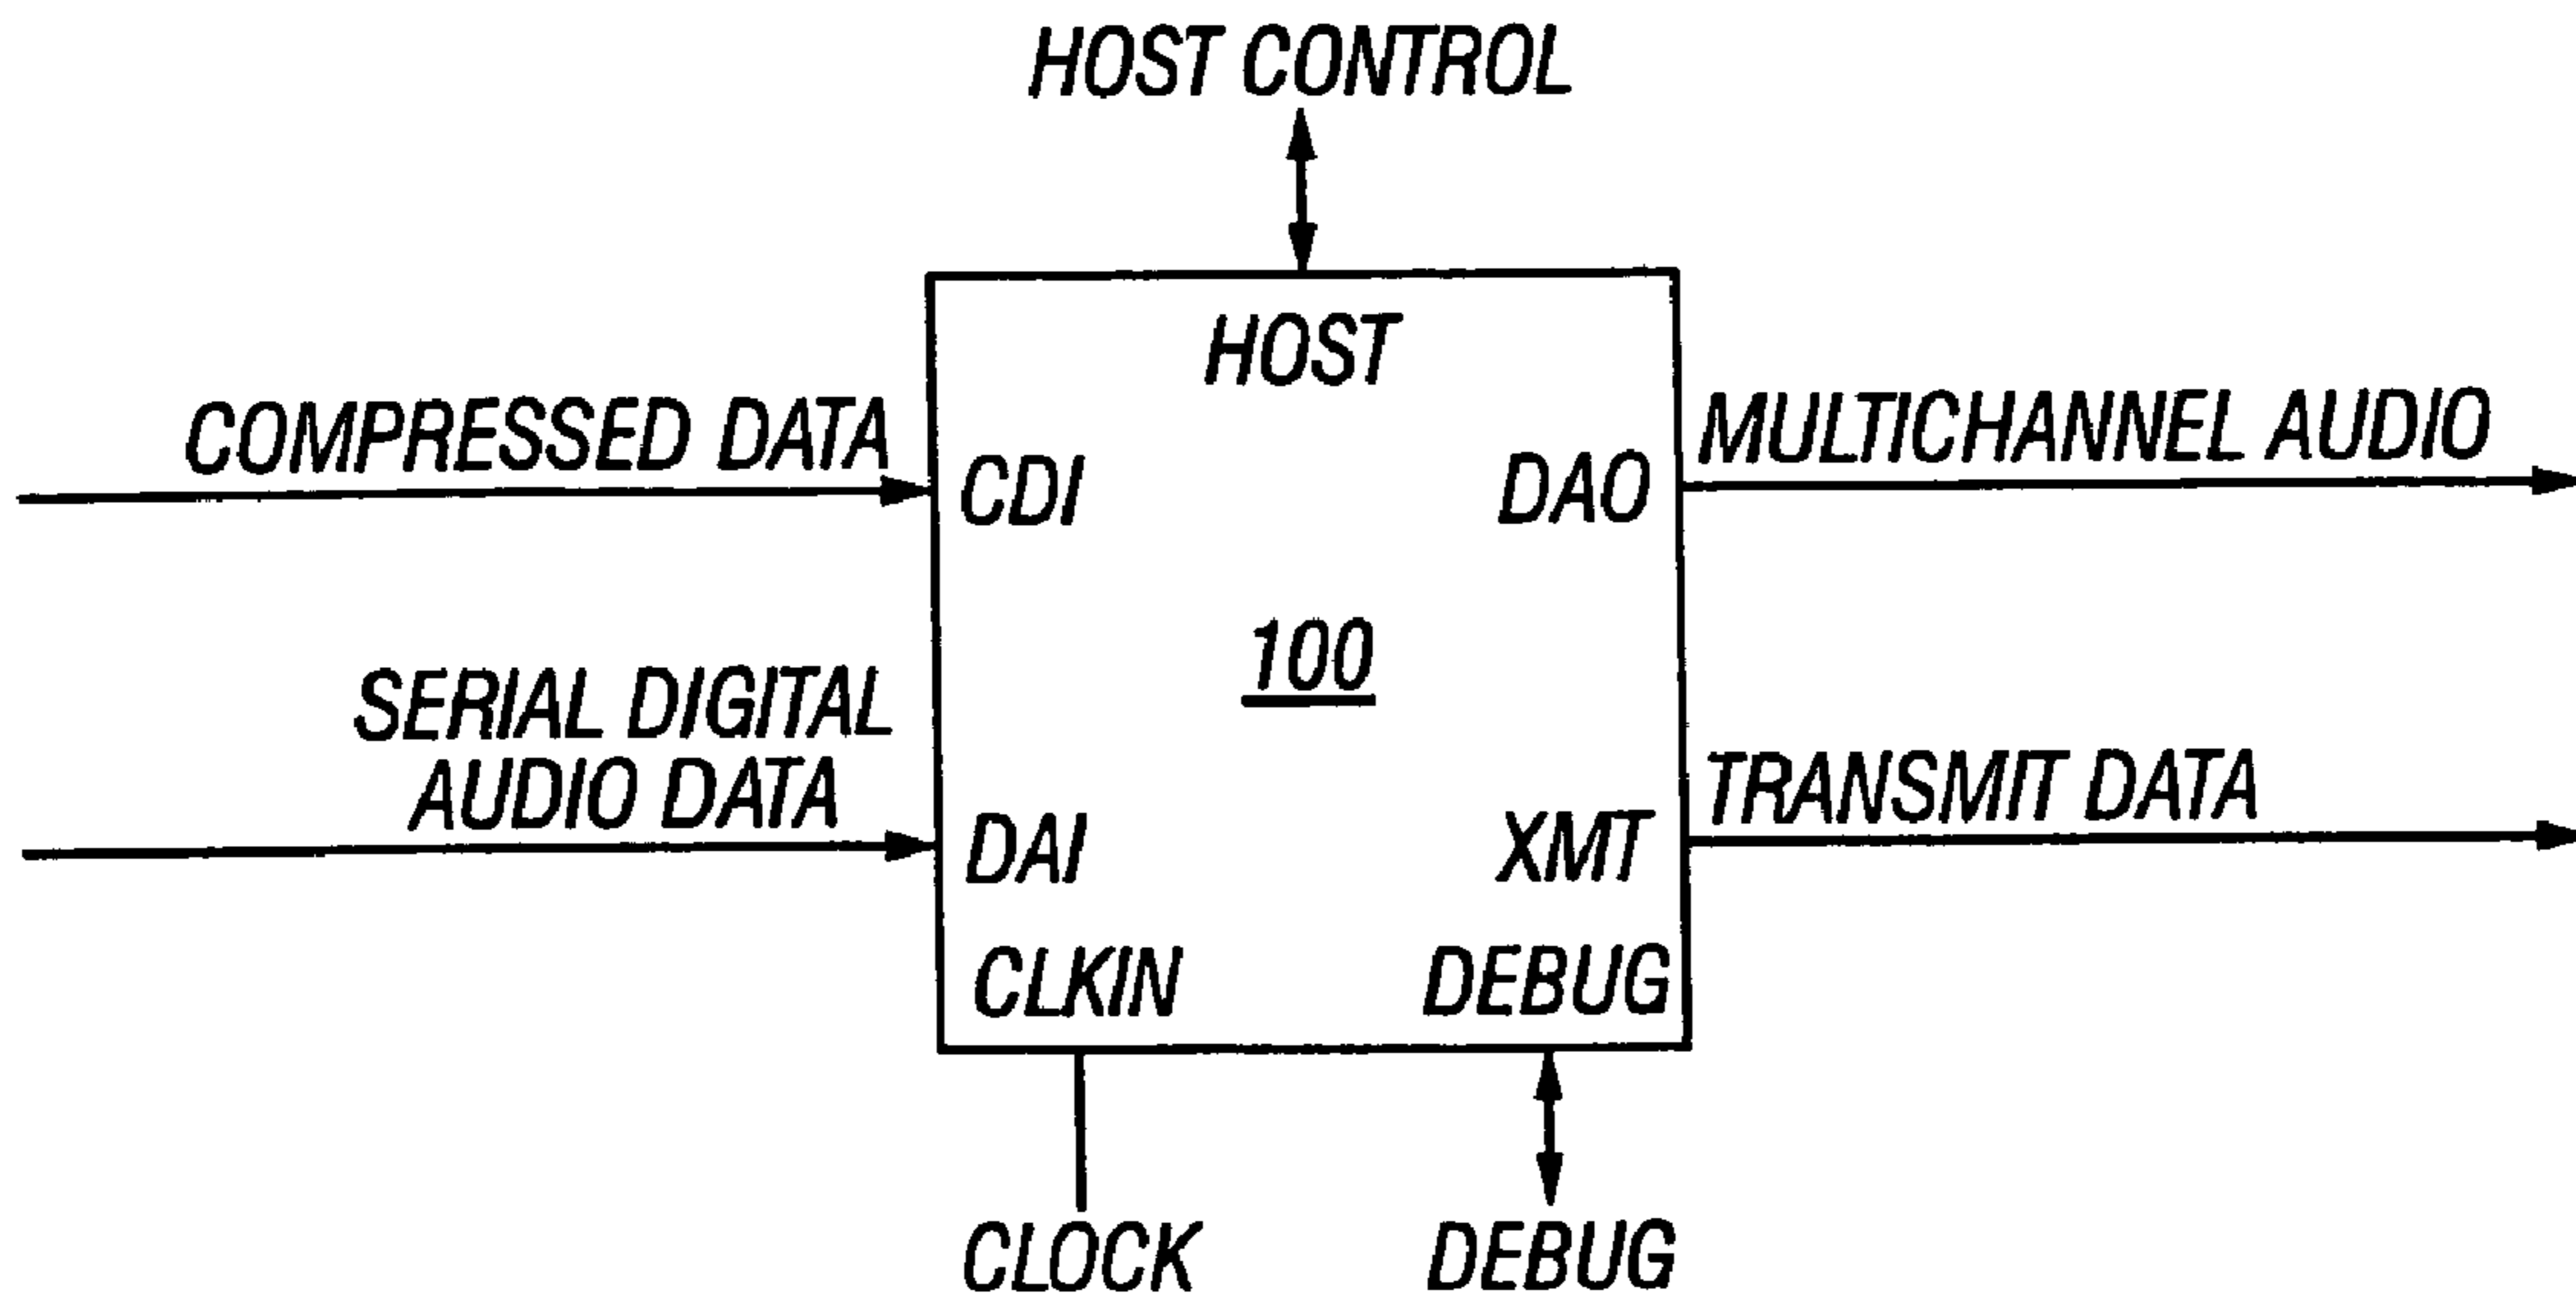 HOST CONTROL
HOST
COMPRESSED DATA
CDI
DAO
MULTICHANNEL AUDIO
100
SERIAL DIGITAL
AUDIO DATA
DAI
XMT
TRANSMIT DATA
CLKIN
DEBUG
CLOCK
DEBUG